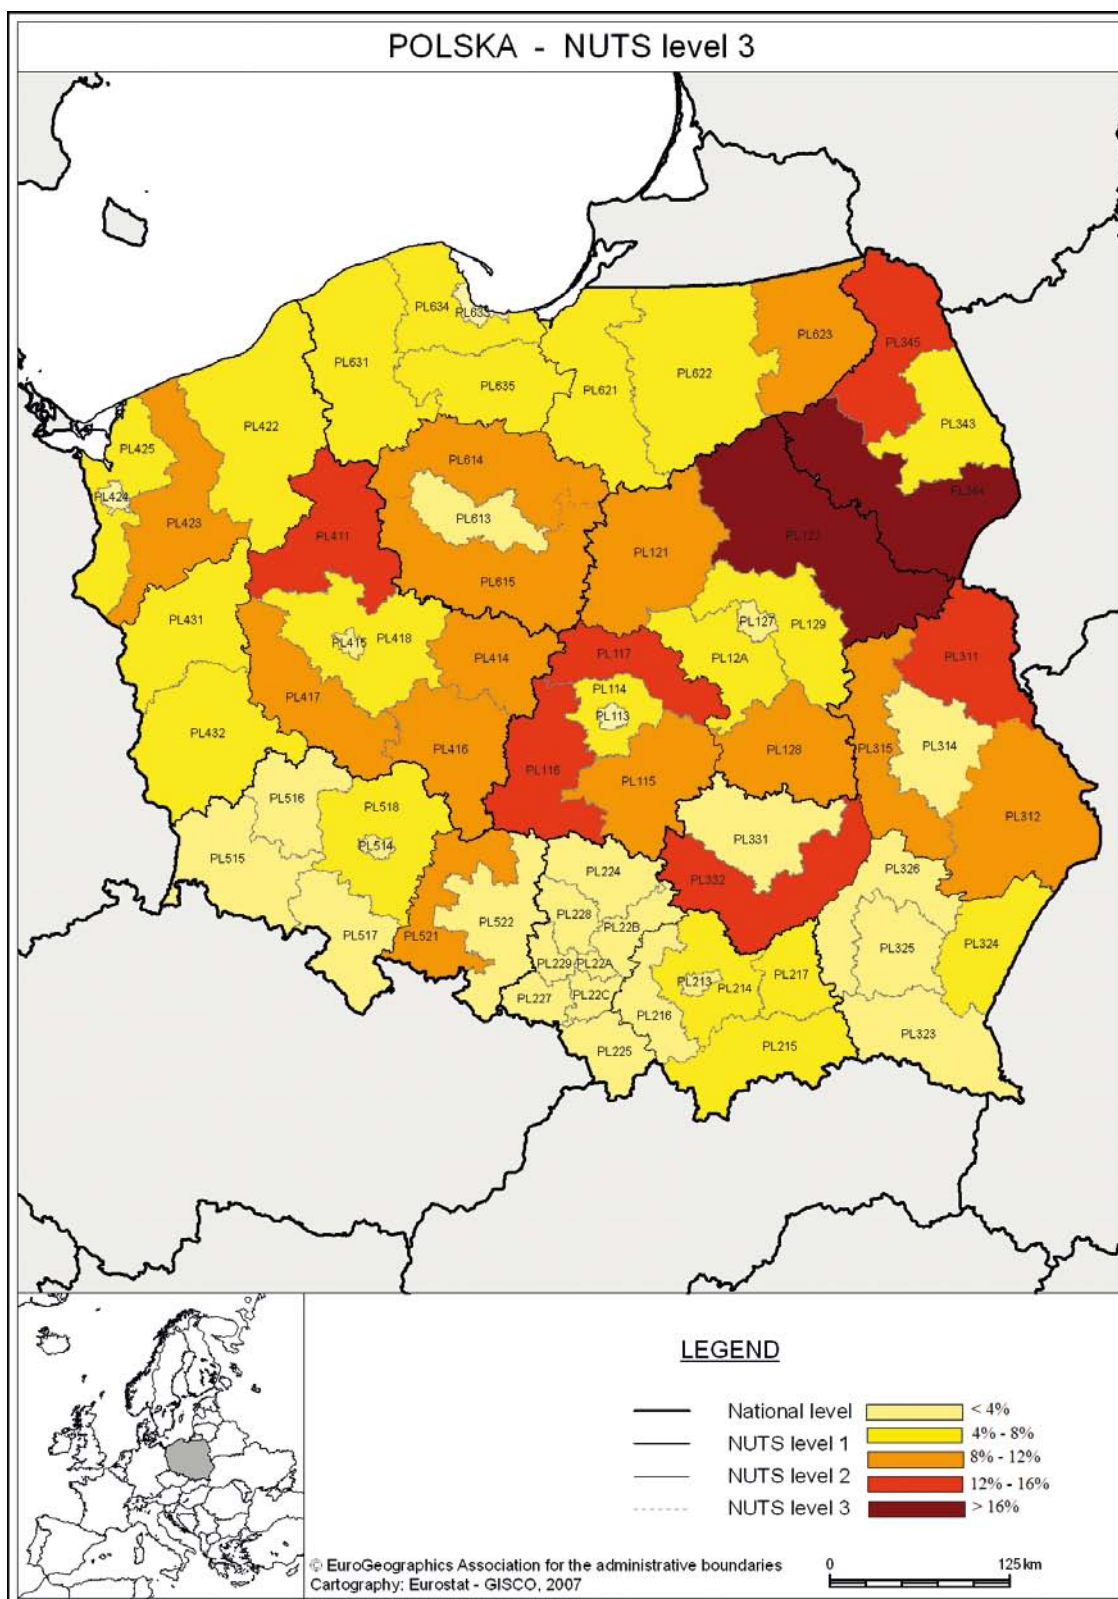 POLSKA - NUTS level 3
PL634
PL633
PL345
PL623
PL631
PL635
PL621
PL622
PL343
PL422
PL425
PL614
PL424
PL344
PL423
PL613
PL411
PL122
PL121
PL615
PL431
PL415
PL418
PL127
PL129
PL311
PL414
PL117
PL12A
PL417
PL114
PL432
PL113
PL416
PL128
PL315
PL314
PL116
PL115
PL516
PL518
PL312
PL514
PL331
PL515
PL224
PL326
PL332
PL522
PL228
PL22B
PL517
PL521
PL325
PL324
PL229
PL22A
PL217
PL213
PL214
PL227
PL22C
PL216
PL323
PL225
PL215
LEGEND
National level < 4%
NUTS level 1 4% - 8%
8% - 12%
NUTS level 2 12% - 16%
NUTS level 3 > 16%
© EuroGeographics Association for the administrative boundaries
Cartography: Eurostat - GISCO, 2007
0 125 km